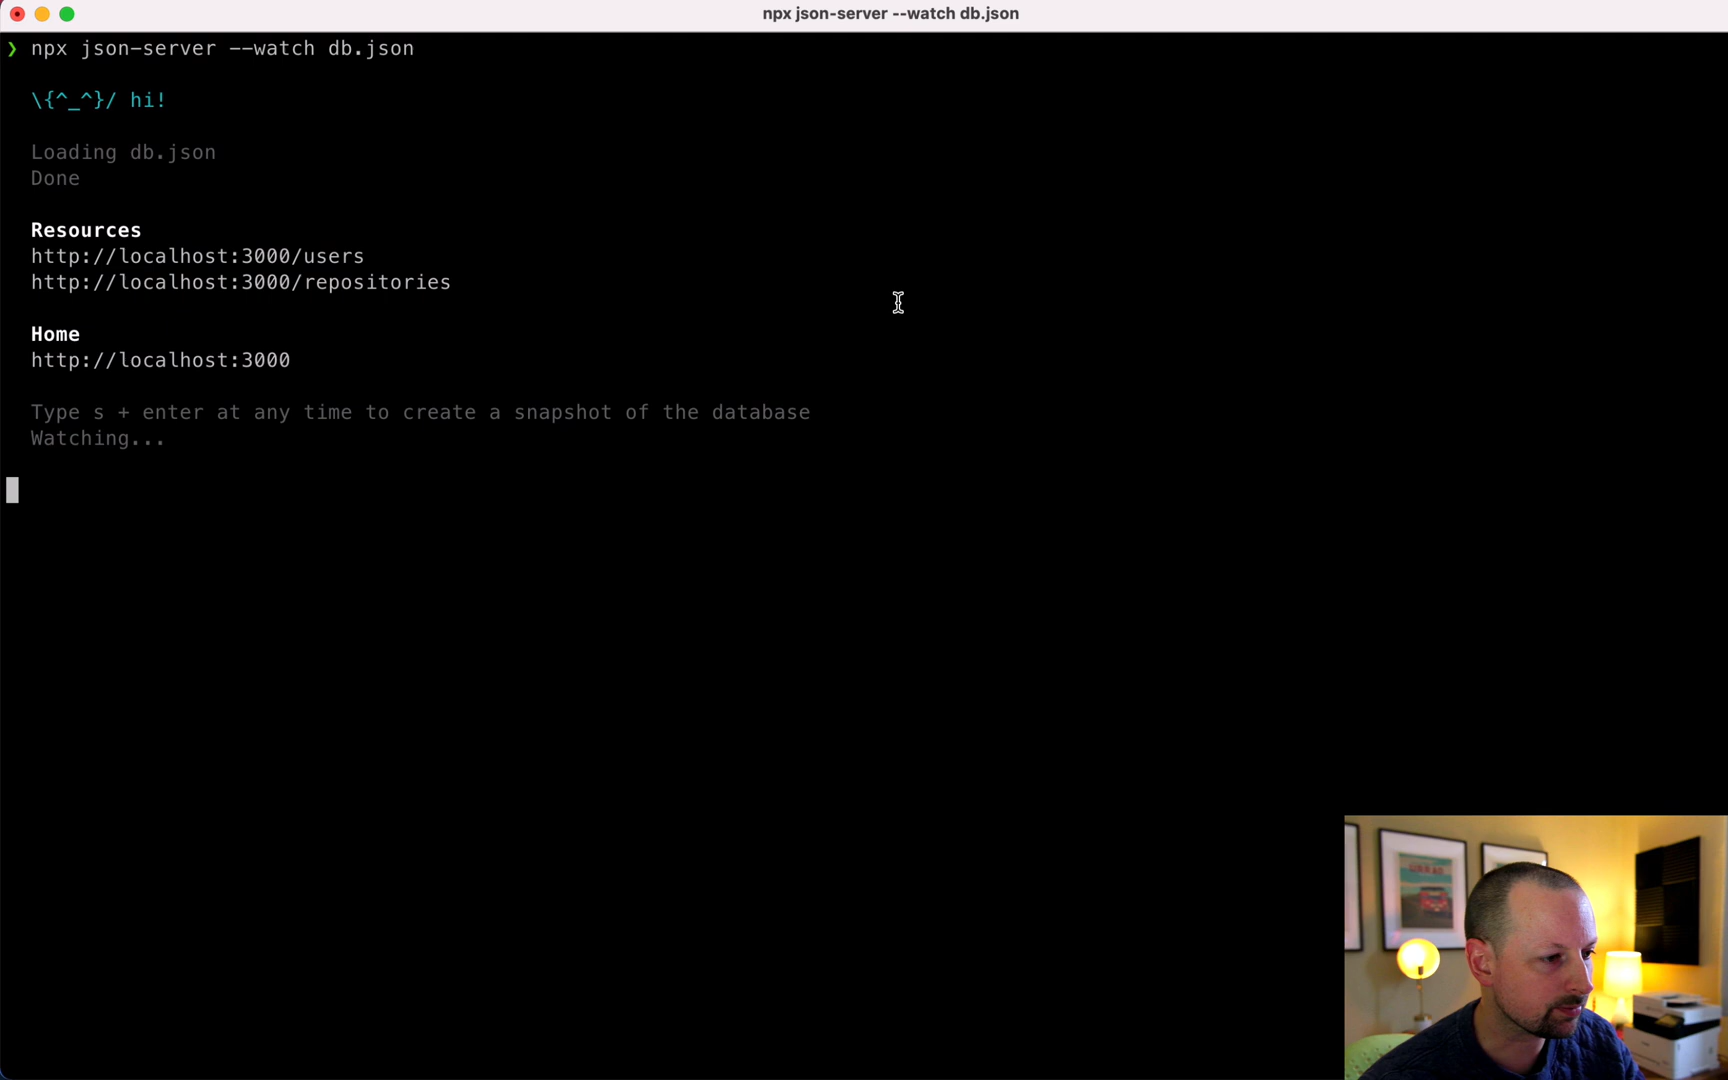 npx json-server --watch db.json
❯ npx json-server --watch db.json
\{^_^}/ hi!
Loading db.json
Done
Resources
http://localhost:3000/users
http://localhost:3000/repositories
Home
http://localhost:3000
Type s + enter at any time to create a snapshot of the database
Watching...